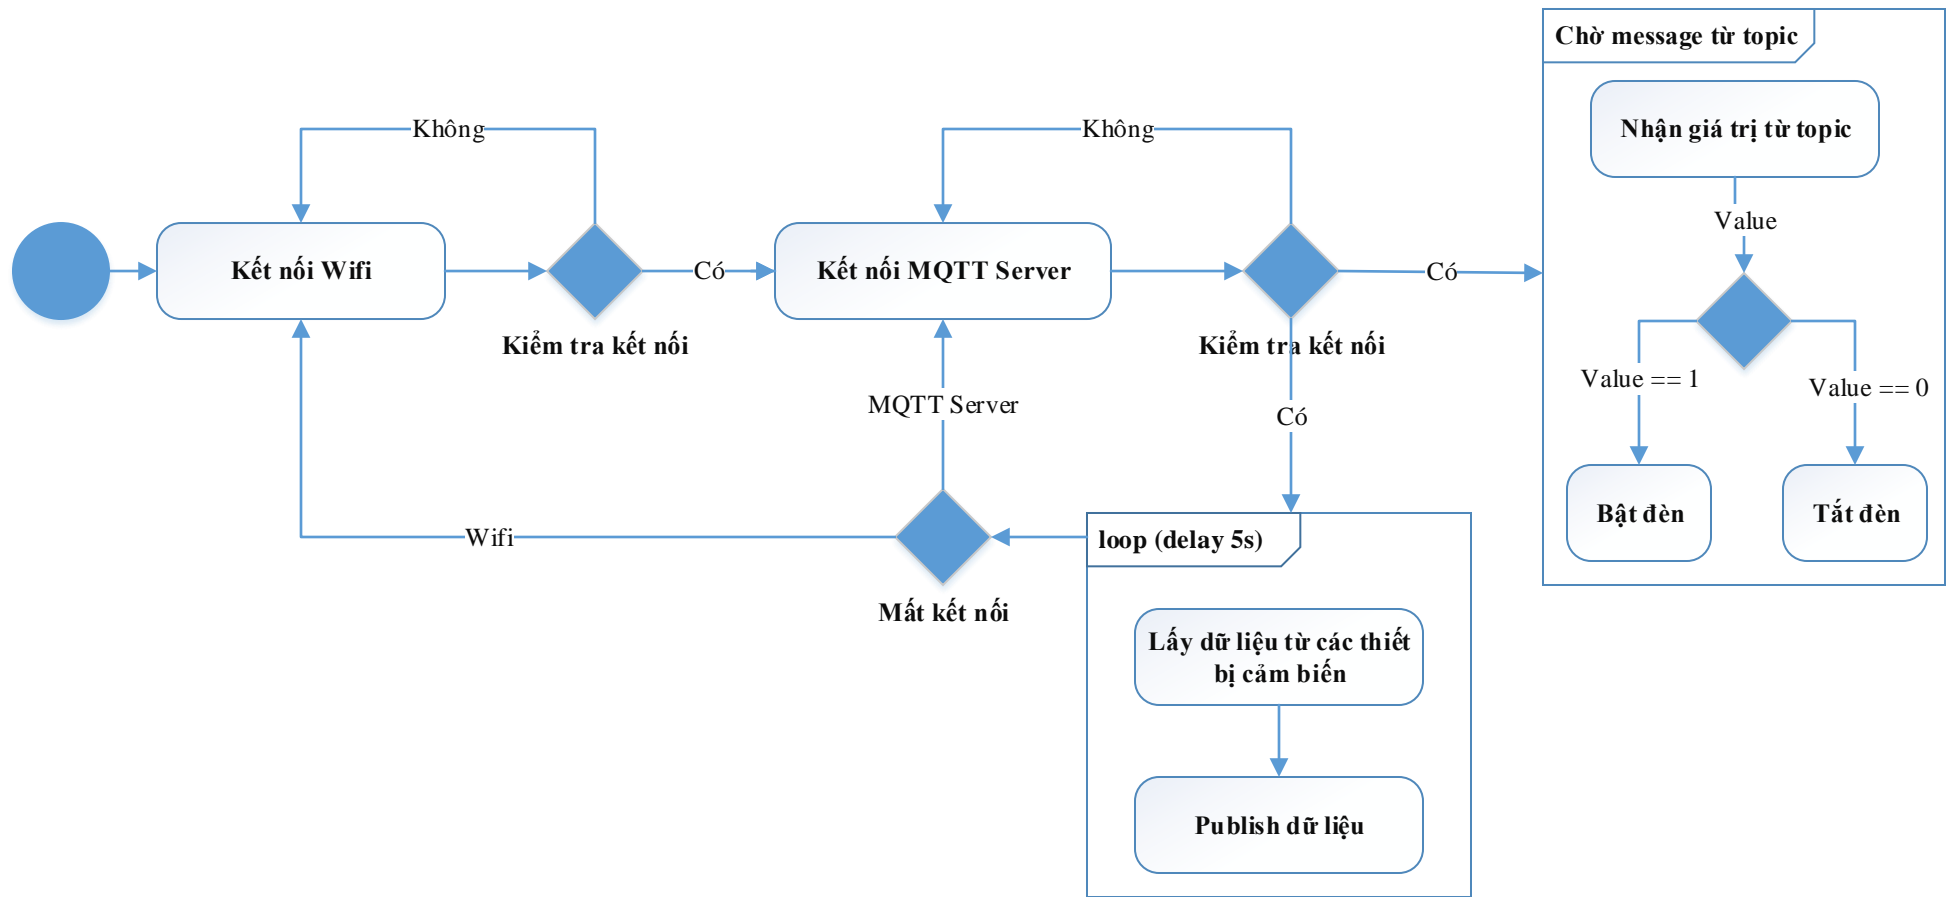 Chờ message từ topic
Nhận giá trị từ topic
Value
Value == 1
Value == 0
Bật đèn
Tắt đèn
Không
Không
Kết nối Wifi
Có
Kết nối MQTT Server
Có
Kiểm tra kết nối
Kiểm tra kết nối
MQTT Server
Có
Wifi
Mất kết nối
loop (delay 5s)
Lấy dữ liệu từ các thiết
bị cảm biến
Publish dữ liệu